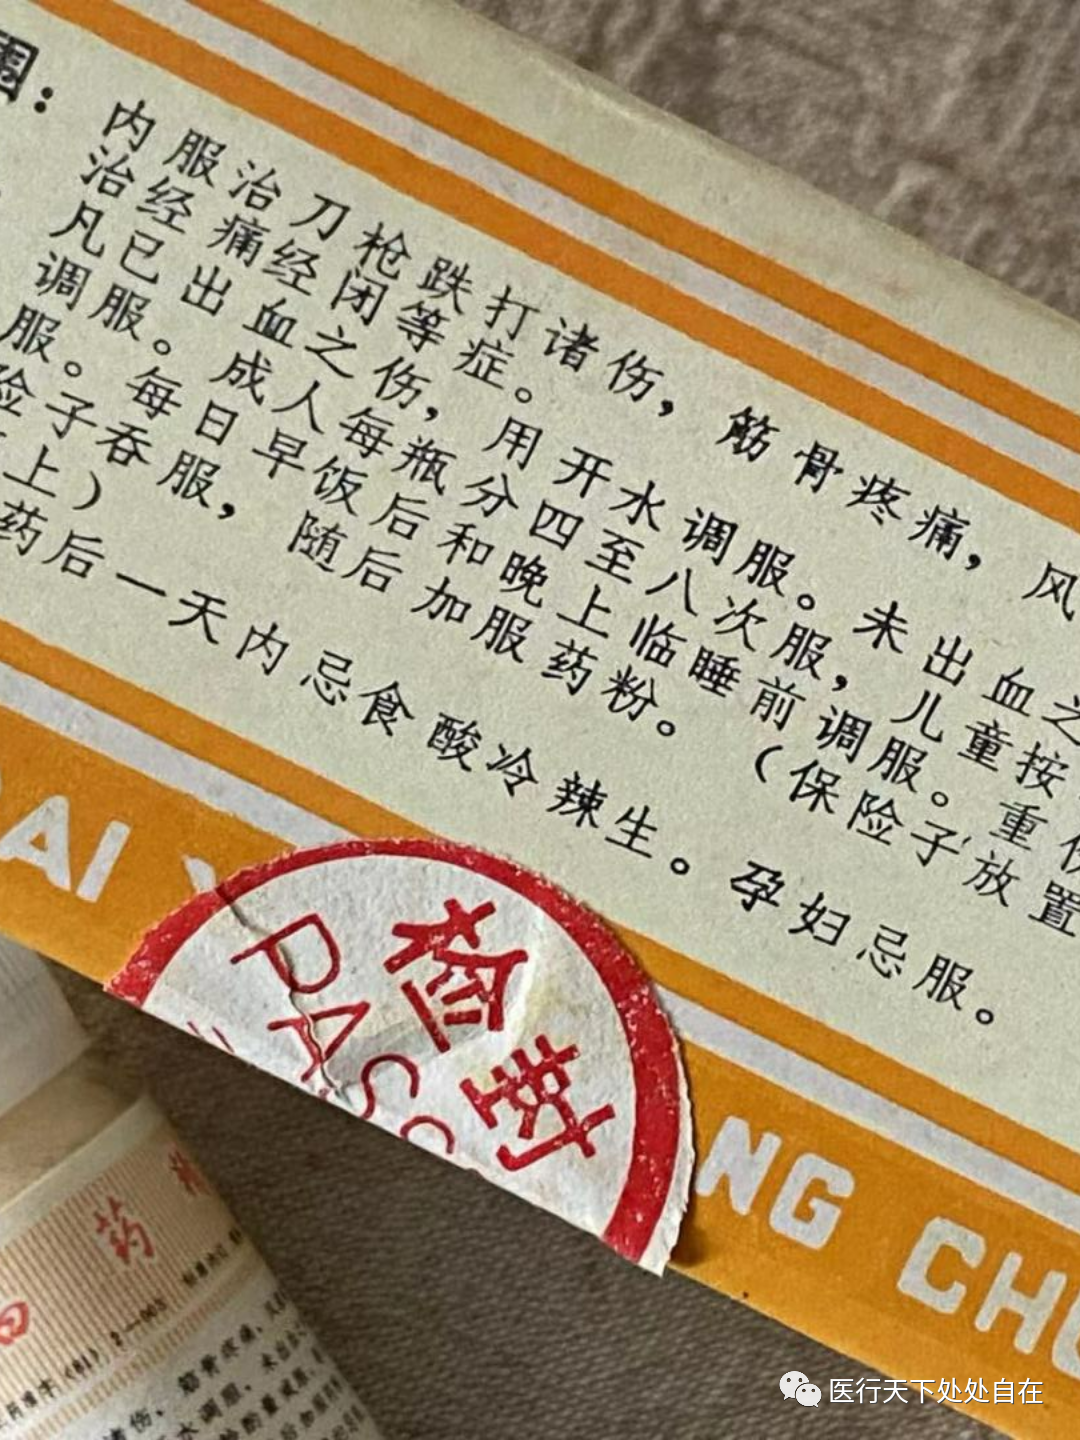 围：内服治刀枪跌打诸伤，筋骨疼痛，风
治经痛经闭等症。
凡已出血之伤，用开水调服。未出血之
调服。成人每瓶分四至八次服，儿童按
服。每日早饭后和晚上临睡前调服。重伤
险子吞服，随后加服药粉。（保险子放置
上）
药后一天内忌食酸冷辣生。孕妇忌服。
AI
NG CHU
检封
PASS
药
白
医行天下处处自在